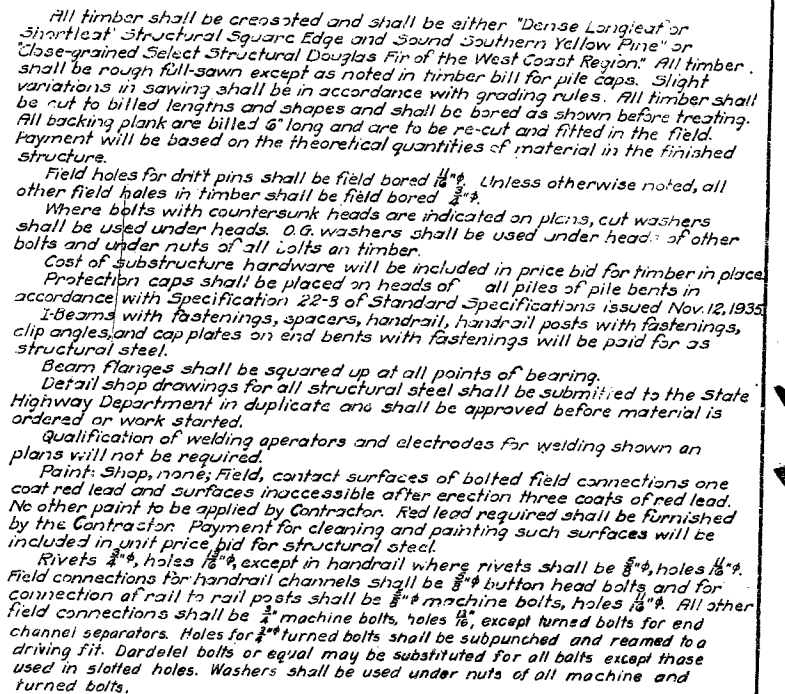 All timber shall be creosoted and shall be either "Dense Longleaf or
Shortleaf Structural Square Edge and Sound Southern Yellow Pine" or
"Close-grained Select Structural Douglas Fir of the West Coast Region." All timber
shall be rough full-sawn except as noted in timber bill for pile caps. Slight
variations in sawing shall be in accordance with grading rules. All timber shall
be cut to billed lengths and shapes and shall be bored as shown before treating.
All backing plank are billed 6" long and are to be re-cut and fitted in the field.
Payment will be based on the theoretical quantities of material in the finished
structure.
Field holes for drift pins shall be field bored 11/16"φ. Unless otherwise noted, all
other field holes in timber shall be field bored 3/4"φ.
Where bolts with countersunk heads are indicated on plans, cut washers
shall be used under heads. O.G. washers shall be used under heads of other
bolts and under nuts of all bolts on timber.
Cost of substructure hardware will be included in price bid for timber in place.
Protection caps shall be placed on heads of all piles of pile bents in
accordance with Specification 22-8 of Standard Specifications issued Nov. 12, 1935
I-Beams with fastenings, spacers, handrail, handrail posts with fastenings,
clip angles, and cap plates on end bents with fastenings will be paid for as
structural steel.
Beam flanges shall be squared up at all points of bearing.
Detail shop drawings for all structural steel shall be submitted to the State
Highway Department in duplicate and shall be approved before material is
ordered or work started.
Qualification of welding operators and electrodes for welding shown on
plans will not be required.
Paint: Shop, none; Field, contact surfaces of bolted field connections one
coat red lead and surfaces inaccessible after erection three coats of red lead.
No other paint to be applied by Contractor. Red lead required shall be furnished
by the Contractor. Payment for cleaning and painting such surfaces will be
included in unit price bid for structural steel.
Rivets 3/4"φ, holes 13/16"φ, except in handrail where rivets shall be 5/8"φ, holes 11/16"φ.
Field connections for handrail channels shall be 5/8"φ button head bolts and for
connection of rail to rail posts shall be 5/8"φ machine bolts, holes 11/16"φ. All other
field connections shall be 3/4" machine bolts, holes 13/16", except turned bolts for end
channel separators. Holes for 3/4"φ turned bolts shall be subpunched and reamed to a
driving fit. Dardelet bolts or equal may be substituted for all bolts except those
used in slotted holes. Washers shall be used under nuts of all machine and
turned bolts.